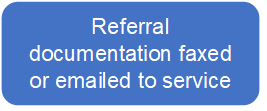 Referral
documentation faxed
or emailed to service